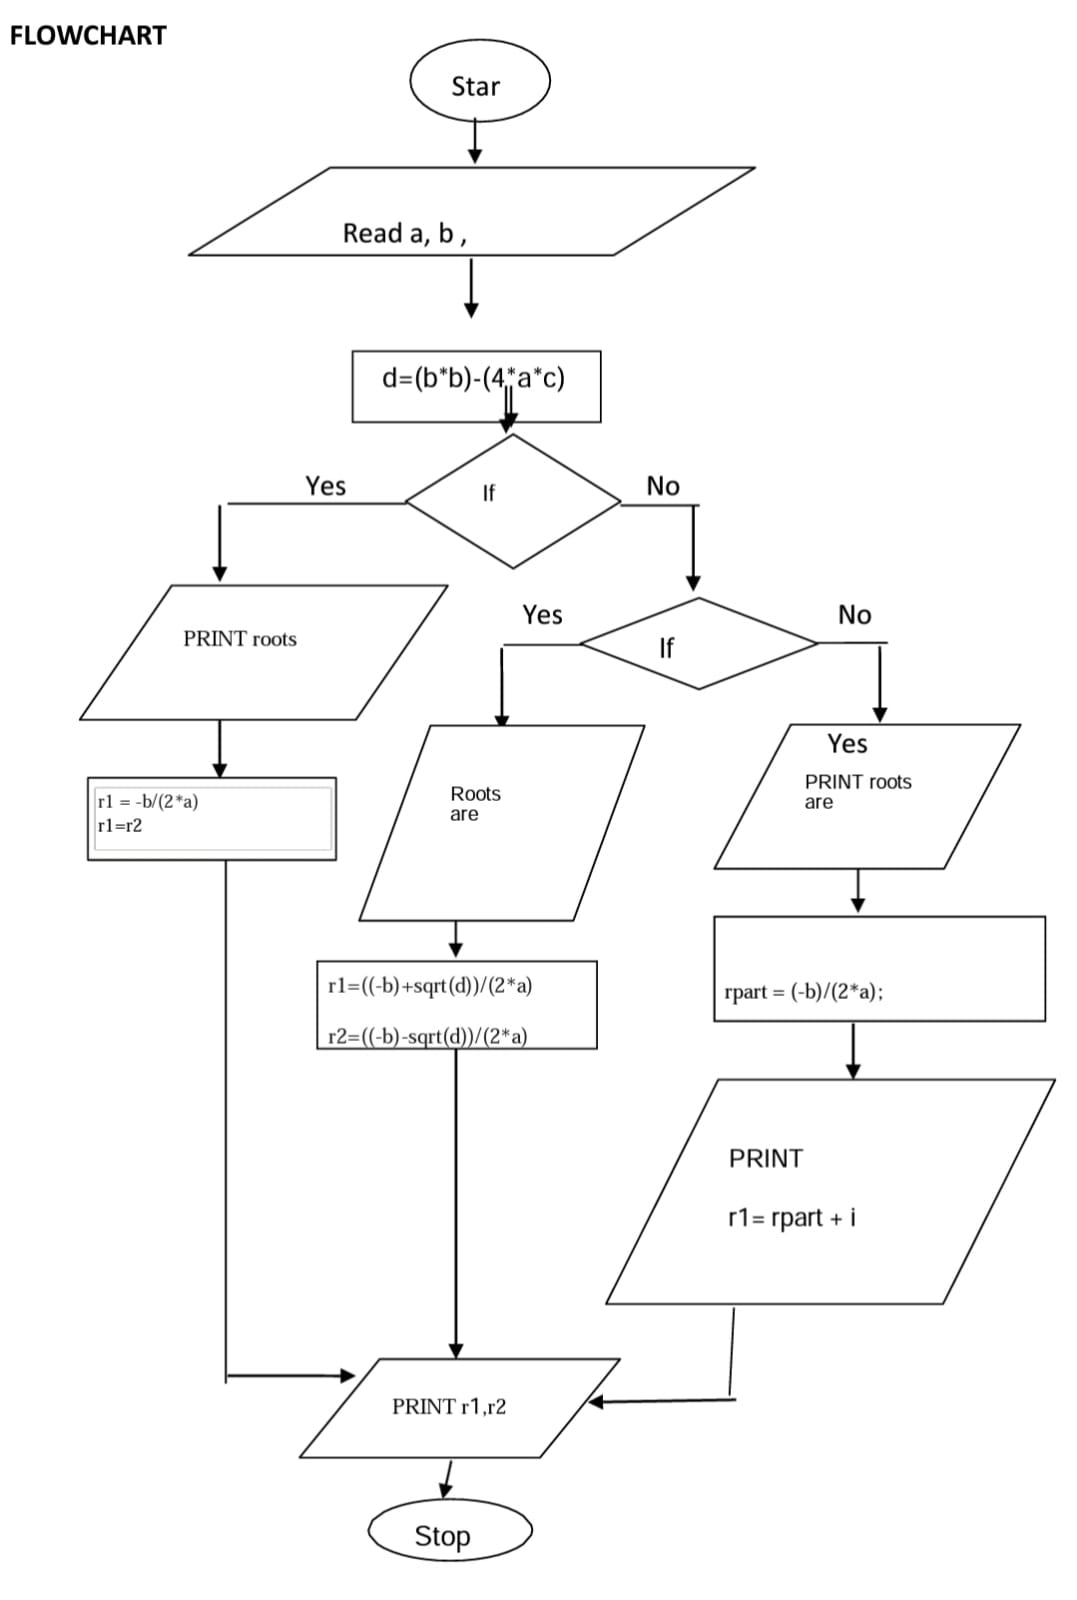 FLOWCHART
Star
Read a, b ,
d=(b*b)-(4*a*c)
Yes
If
No
PRINT roots
Yes
If
No
r1 = -b/(2*a)
r1=r2
Roots
are
Yes
PRINT roots
are
r1=((-b)+sqrt(d))/(2*a)
r2=((-b)-sqrt(d))/(2*a)
rpart = (-b)/(2*a);
PRINT
r1= rpart + i
PRINT r1,r2
Stop